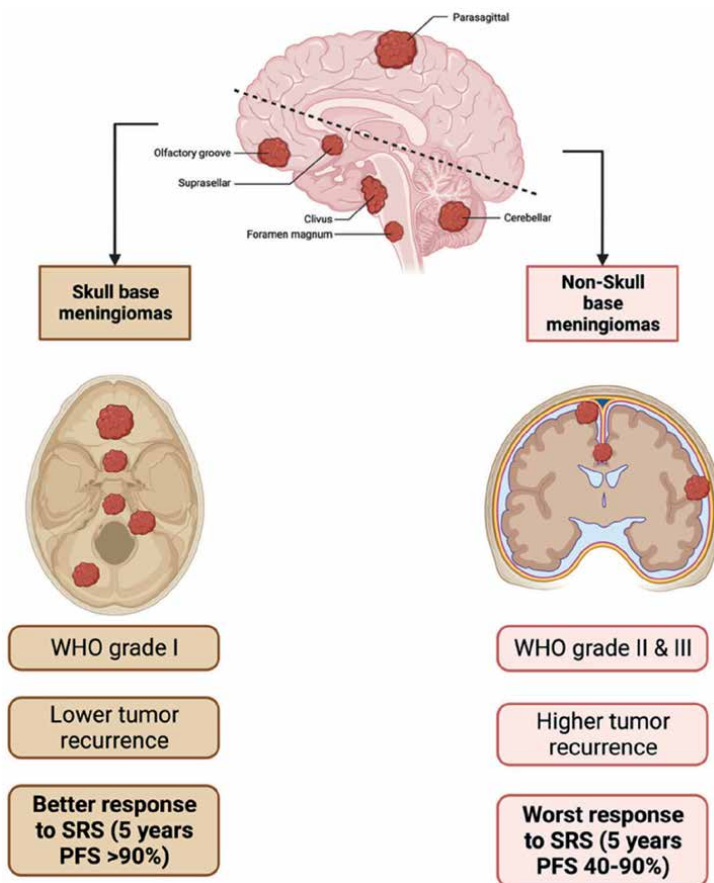 Parasagittal
Olfactory groove
Suprasellar
Clivus
Foramen magnum
Cerebellar
Skull base
meningiomas
Non-Skull
base
meningiomas
WHO grade I
Lower tumor
recurrence
Better response
to SRS (5 years
PFS >90%)
WHO grade II & III
Higher tumor
recurrence
Worst response
to SRS (5 years
PFS 40-90%)